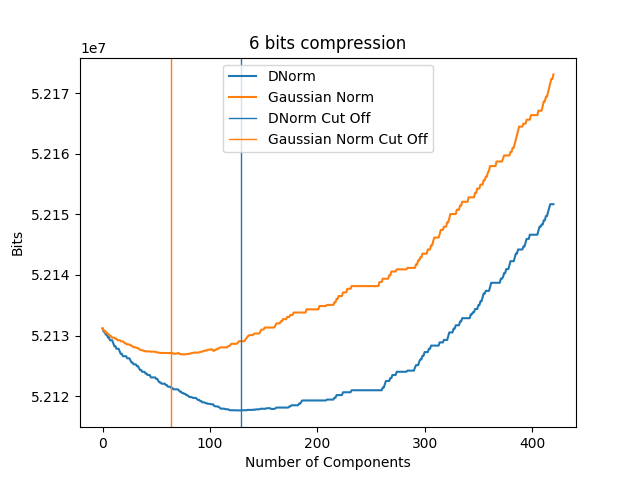 6 bits compression
1e7
DNorm
Gaussian Norm
DNorm Cut Off
Gaussian Norm Cut Off
5.217
5.216
5.215
5.214
5.213
5.212
Bits
0 100 200 300 400
Number of Components